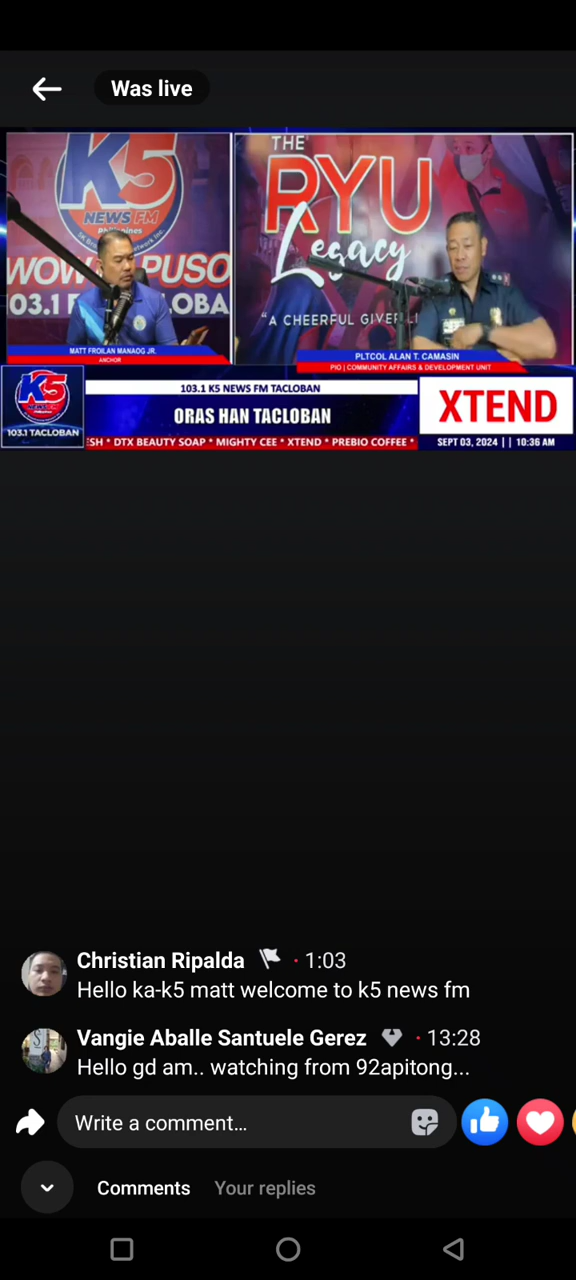 Was live
K5
NEWS FM
Philippines
WOW
PUSO
03.1 F
LOBA
THE
RYU
Legacy
"A CHEERFUL GIVER
MATT FROILAN MANAOG JR.
ANCHOR
PLTCOL ALAN T. CAMASIN
PIO | COMMUNITY AFFAIRS & DEVELOPMENT UNIT
K5
103.1 TACLOBAN
103.1 K5 NEWS FM TACLOBAN
ORAS HAN TACLOBAN
XTEND
ESH * DTX BEAUTY SOAP * MIGHTY CEE * XTEND * PREBIO COFFEE *
SEPT 03, 2024 || 10:36 AM
Christian Ripalda · 1:03
Hello ka-k5 matt welcome to k5 news fm
Vangie Aballe Santuele Gerez · 13:28
Hello gd am.. watching from 92apitong...
Write a comment...
Comments Your replies